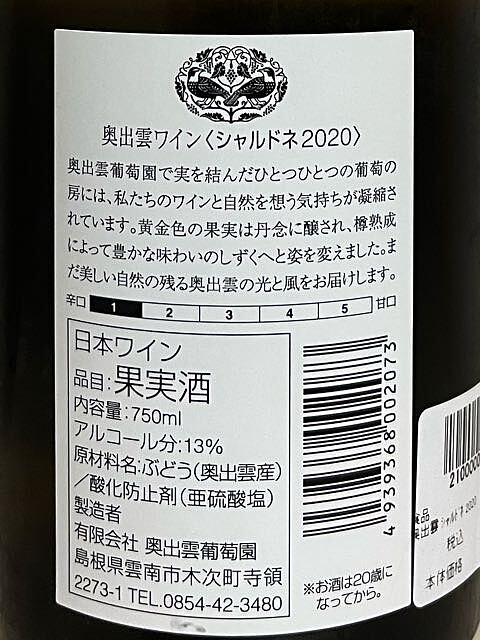 奥出雲ワイン〈シャルドネ2020〉
奥出雲葡萄園で実を結んだひとつひとつの葡萄の
房には、私たちのワインと自然を想う気持ちが凝縮さ
れています。黄金色の果実は丹念に醸され、樽熟成
によって豊かな味わいのしずくへと姿を変えました。ま
だ美しい自然の残る奥出雲の光と風をお届けします。
辛口 1 2 3 4 5 甘口
日本ワイン
品目:果実酒
内容量:750ml
アルコール分:13%
原材料名:ぶどう(奥出雲産)
/酸化防止剤(亜硫酸塩)
製造者
有限会社 奥出雲葡萄園
島根県雲南市木次町寺領
2273-1 TEL.0854-42-3480
4 939368 002073
※お酒は20歳に
なってから。
2100000
食品
奥出雲 シャルドネ 2020
税込
本体価格